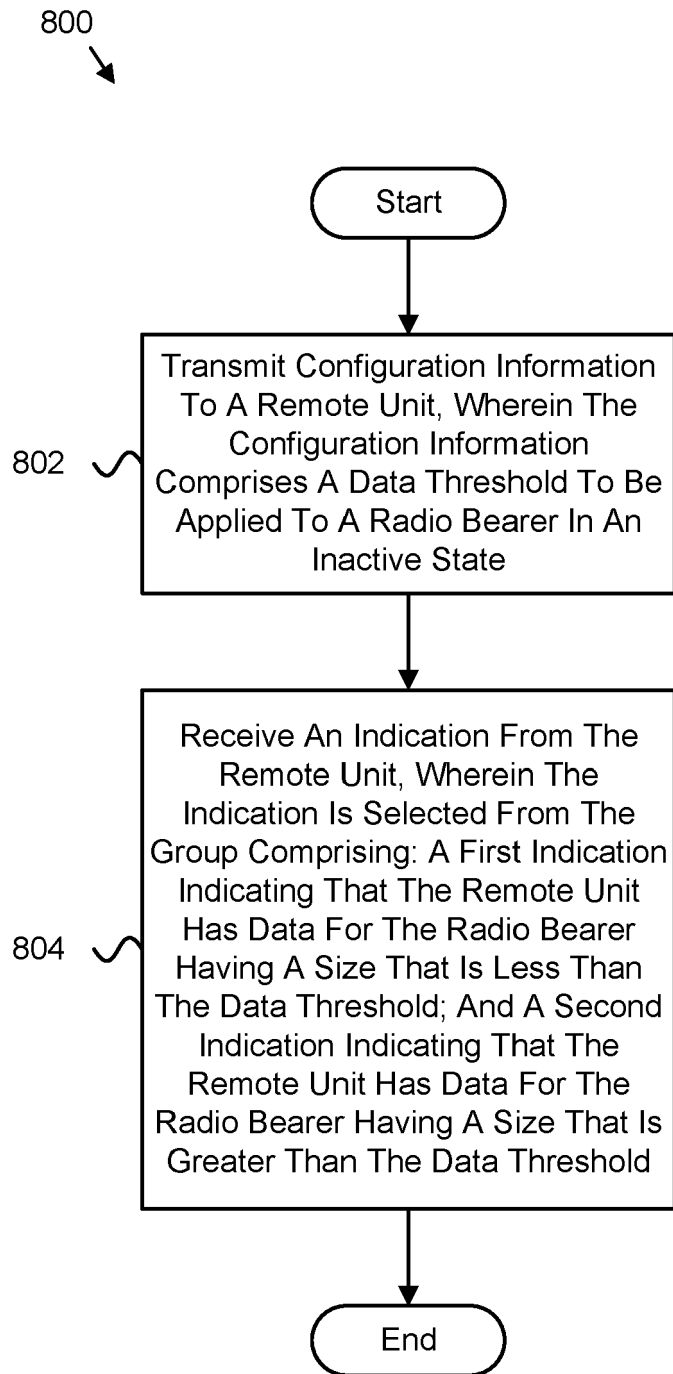 800
Start
Transmit Configuration Information
To A Remote Unit, Wherein The
Configuration Information
Comprises A Data Threshold To Be
Applied To A Radio Bearer In An
Inactive State
802
Receive An Indication From The
Remote Unit, Wherein The
Indication Is Selected From The
Group Comprising: A First Indication
Indicating That The Remote Unit
Has Data For The Radio Bearer
Having A Size That Is Less Than
The Data Threshold; And A Second
Indication Indicating That The
Remote Unit Has Data For The
Radio Bearer Having A Size That Is
Greater Than The Data Threshold
804
End